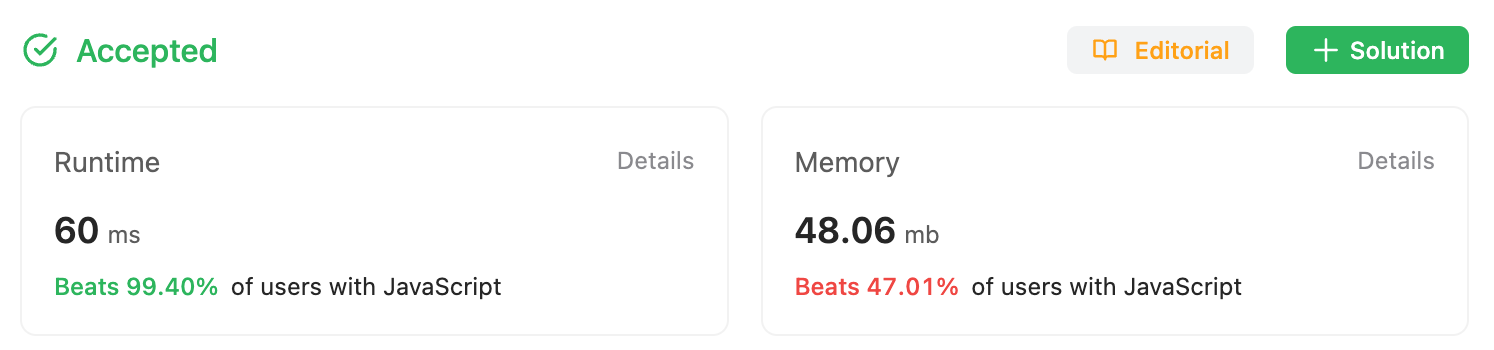 Accepted
Editorial
+ Solution
Runtime
Details
60 ms
Beats 99.40% of users with JavaScript
Memory
Details
48.06 mb
Beats 47.01% of users with JavaScript